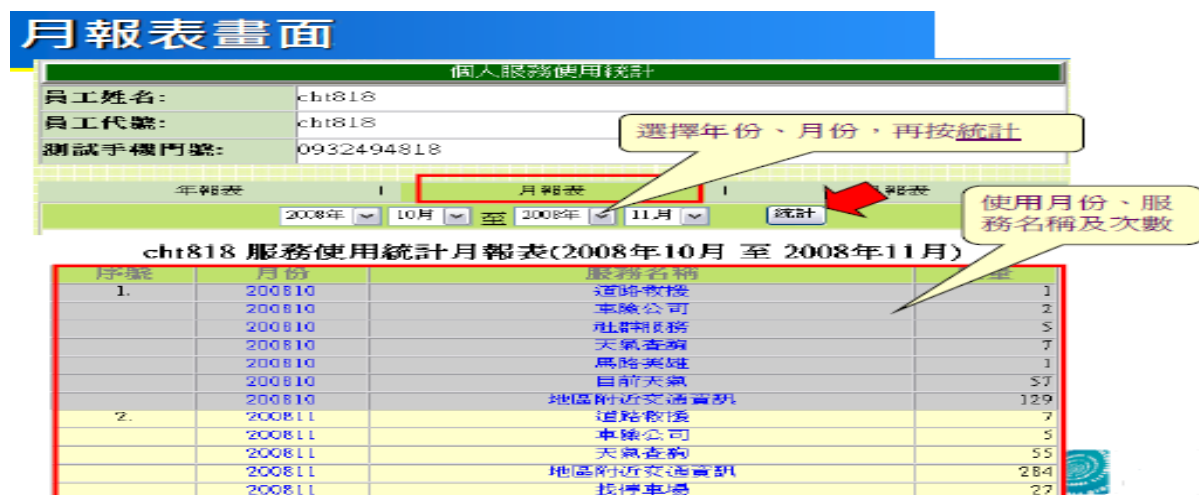 月報表畫面
個人服務使用統計
員工姓名: cht818
員工代號: cht818
測試手機門號: 0932494818
選擇年份、月份，再按統計
年報表 | 月報表 | 報表
2008年 10月 至 2008年 11月 統計
使用月份、服
務名稱及次數
cht818 服務使用統計月報表(2008年10月 至 2008年11月)
序號 月份 服務名稱
1. 200810 道路救援 1
200810 車險公司 2
200810 社群服務 5
200810 天氣查詢 7
200810 馬路英雄 1
200810 目前天氣 57
200810 地區附近交通資訊 129
2. 200811 道路救援 7
200811 車險公司 5
200811 天氣查詢 55
200811 地區附近交通資訊 284
200811 找停車場 27